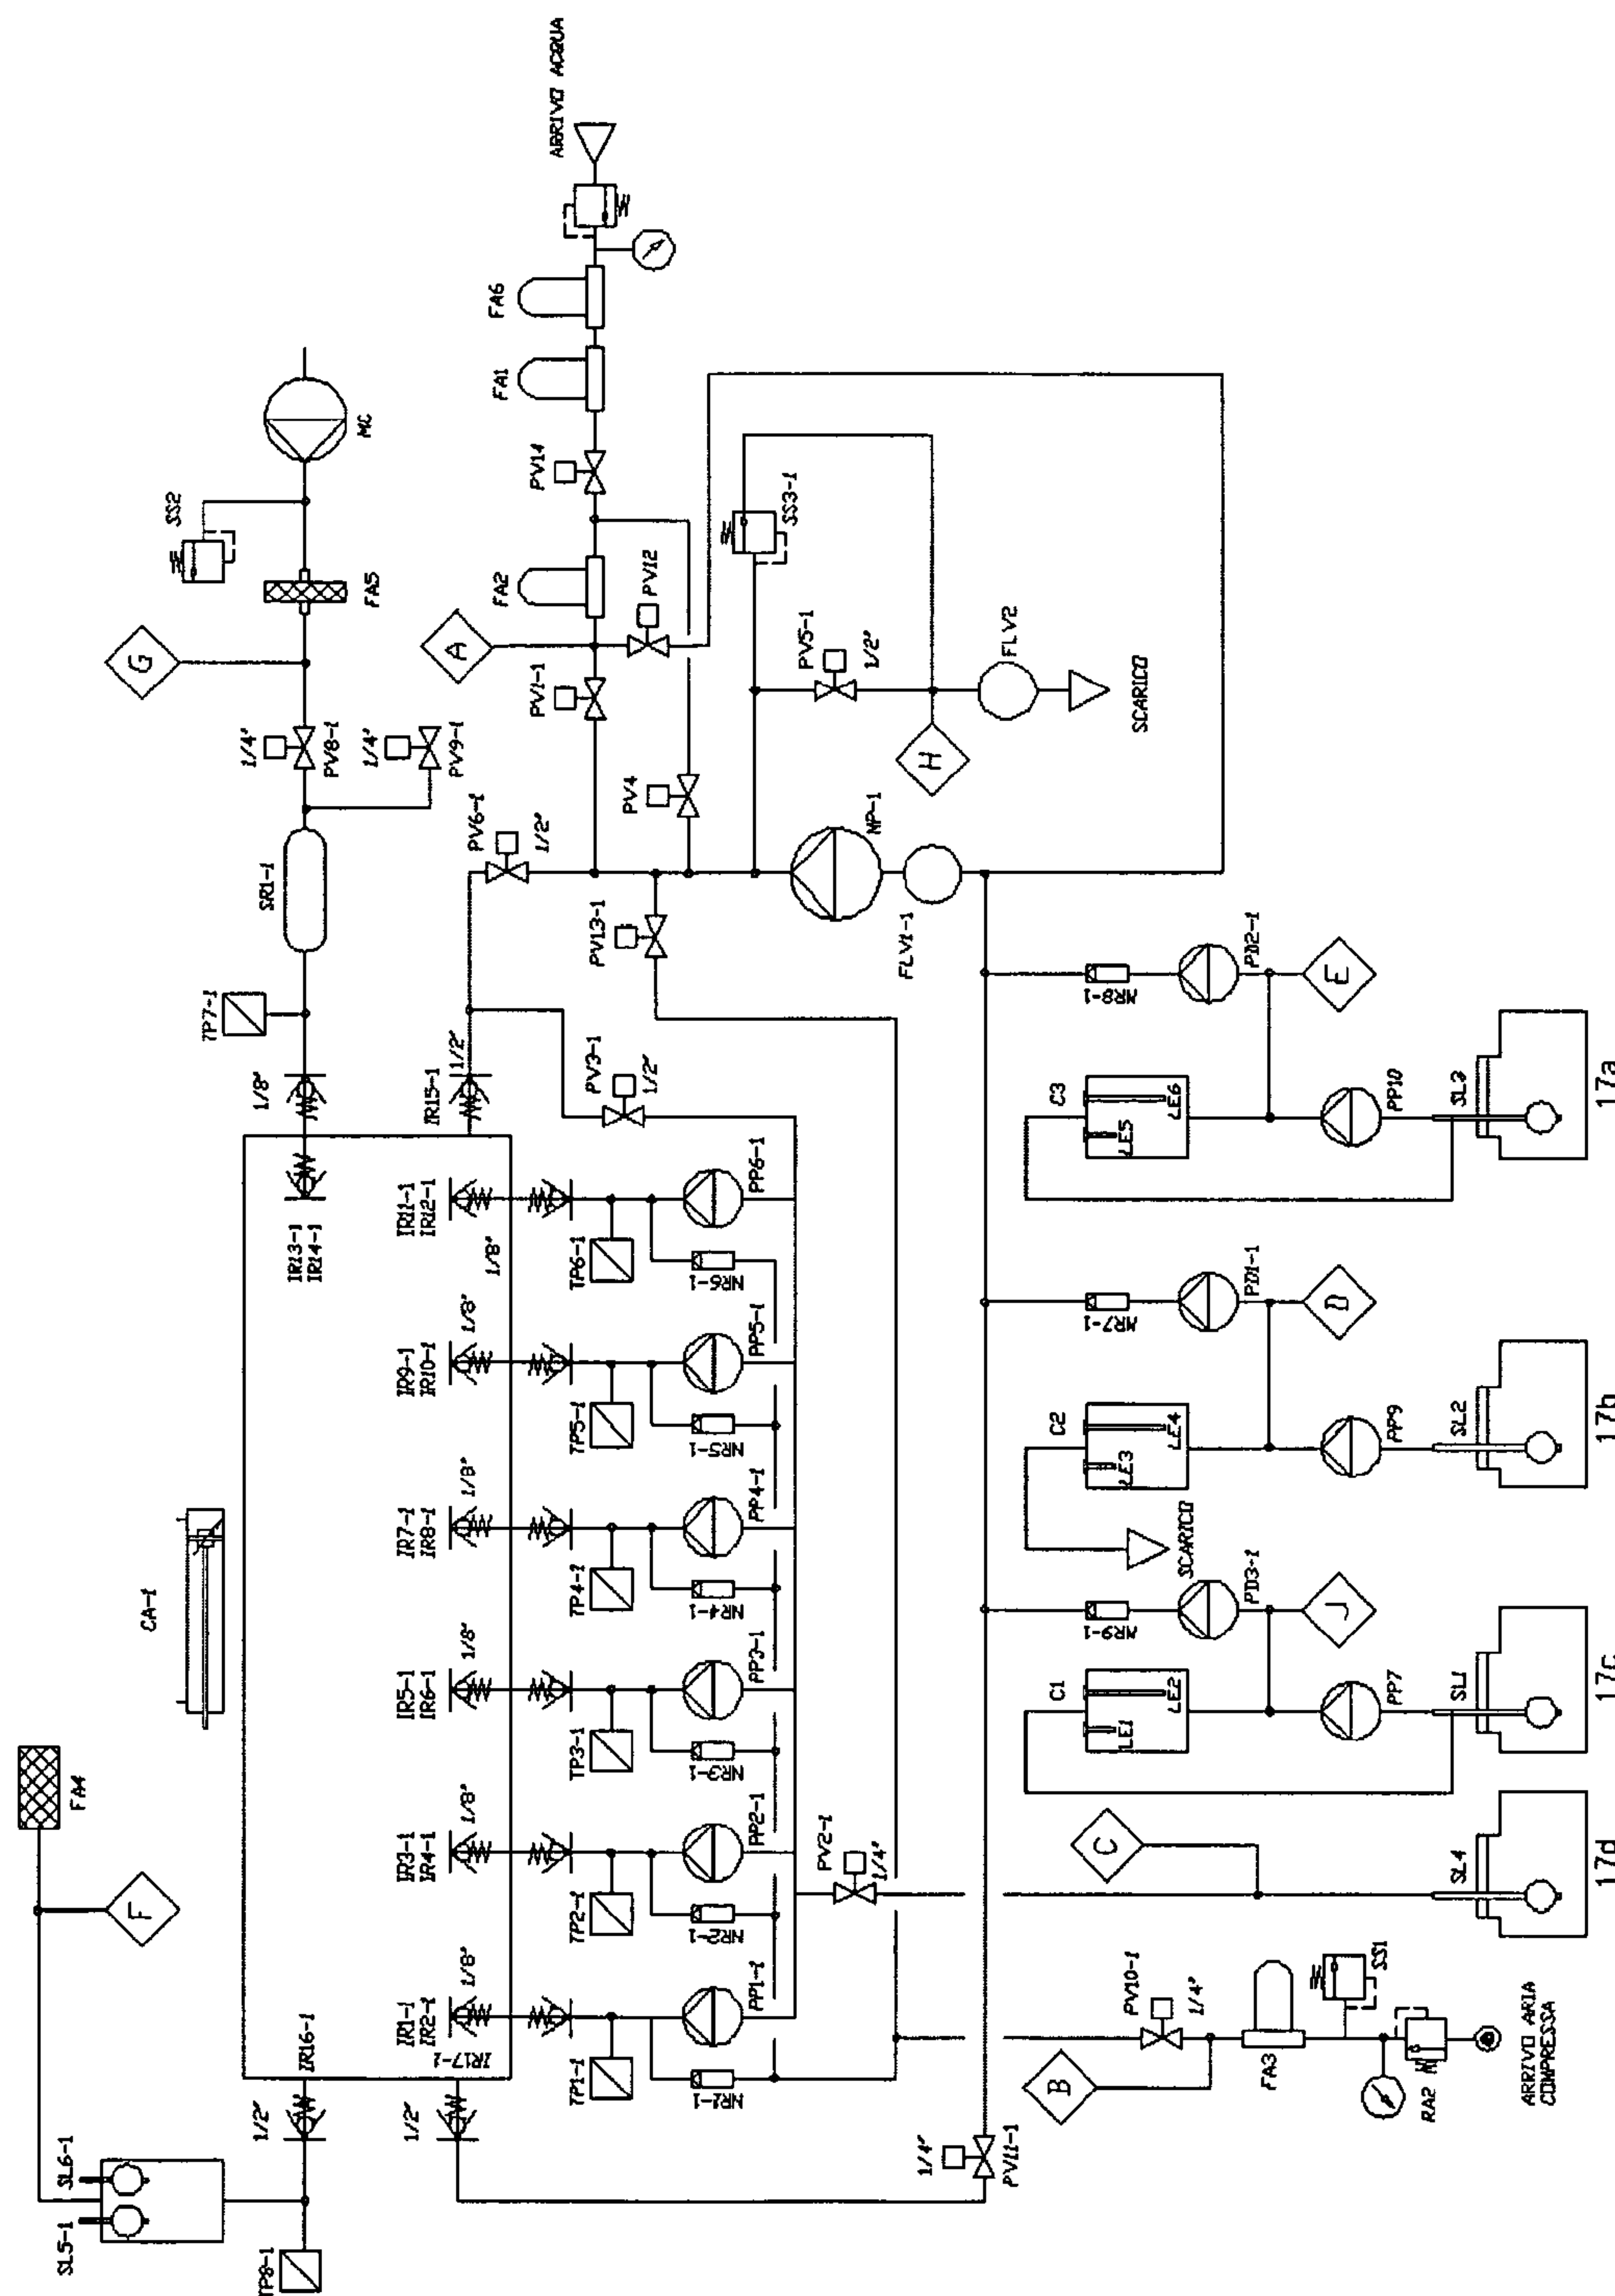 ARRIVO ACQUA
FA6
FA1
MC
PV14
SS2
FA5
FA2
PV12
SS3-1
G
A
PV1-1
PV5-1
1/2"
FLV2
SCARICO
H
1/4"
PV8-1
1/4"
PV9-1
PV6-1
1/2"
PV4
MP-1
SR1-1
PV13-1
FLV1-1
PD2-1
E
NR8-1
TP7-1
1/8"
1/2"
IR15-1
PV3-1
1/2"
C3
LE5
LE6
PP10
SL3
17a
IR13-1
IR14-1
IR11-1
IR12-1
1/8"
TP6-1
NR6-1
PP6-1
IR9-1
IR10-1
1/8"
TP5-1
NR5-1
PP5-1
PD1-1
D
NR7-1
C2
LE3
LE4
PP9
SL2
17b
CA-1
IR7-1
IR8-1
1/8"
TP4-1
NR4-1
PP4-1
SCARICO
PD3-1
J
NR9-1
IR5-1
IR6-1
1/8"
TP3-1
NR3-1
PP3-1
C1
LE1
LE2
PP7
SL1
17c
FA4
F
IR3-1
IR4-1
1/8"
TP2-1
NR2-1
PP2-1
PV2-1
1/4"
C
SL4
17d
IR16-1
IR1-1
IR2-1
1/8"
IR17-1
TP1-1
NR1-1
PP1-1
PV10-1
1/4"
SS1
B
FA3
RA2
ARRIVO ARIA
COMPRESSA
SL6-1
SL5-1
1/2"
1/2"
1/4"
PV11-1
TP8-1